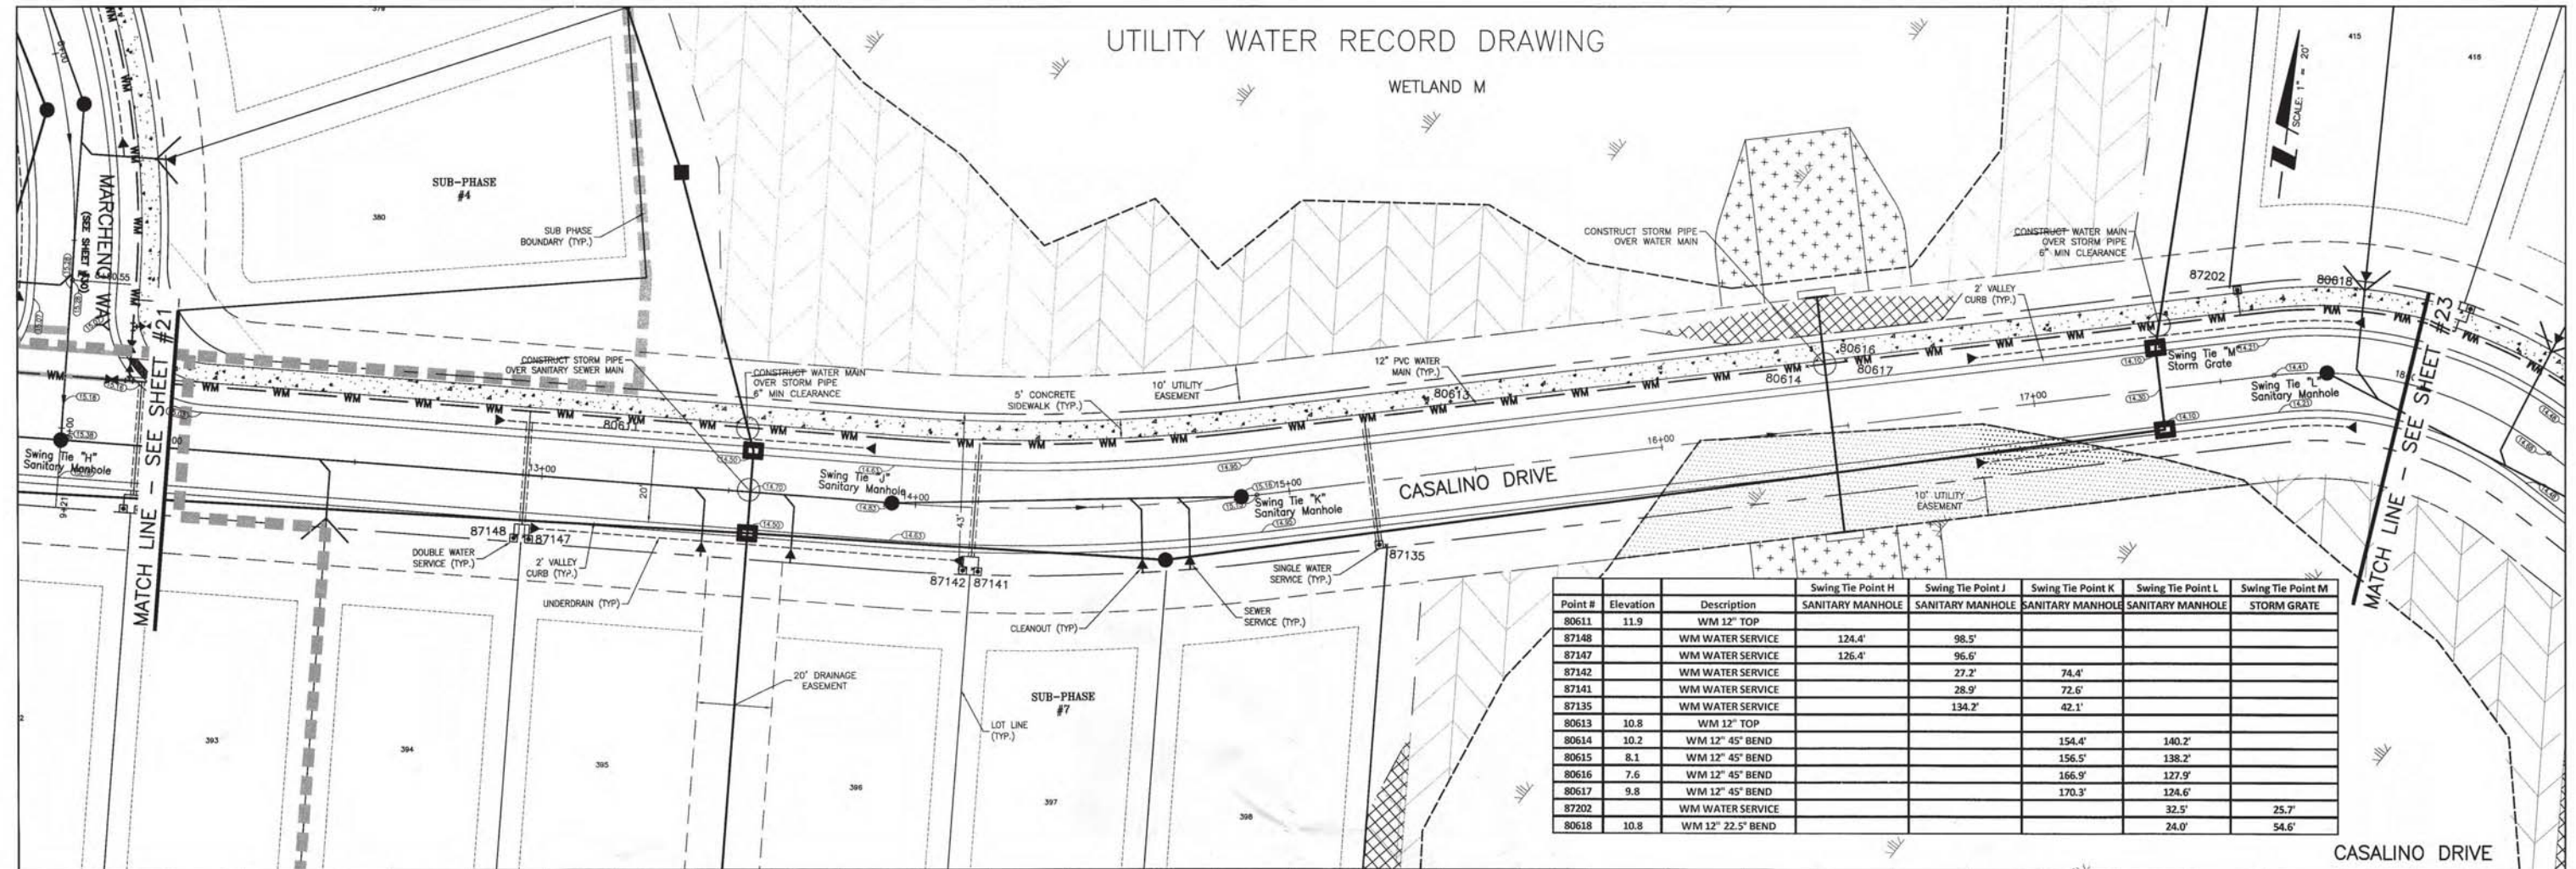 UTILITY WATER RECORD DRAWING
WETLAND M
379
415
416
SCALE: 1" = 20'
9+00
WM
MARCHENO WAY
(SEE SHEET #30)
SUB-PHASE
#4
380
SUB PHASE
BOUNDARY (TYP.)
CONSTRUCT STORM PIPE
OVER WATER MAIN
CONSTRUCT WATER MAIN
OVER STORM PIPE
6" MIN CLEARANCE
87202
80618
2' VALLEY
CURB (TYP.)
MATCH LINE - SEE SHEET #21
MATCH LINE - SEE SHEET #23
CONSTRUCT STORM PIPE
OVER SANITARY SEWER MAIN
CONSTRUCT WATER MAIN
OVER STORM PIPE
6" MIN CLEARANCE
5' CONCRETE
SIDEWALK (TYP.)
10' UTILITY
EASEMENT
12" PVC WATER
MAIN (TYP.)
80611
80613
80614
80616
80617
Swing Tie "M"
Storm Grate
Swing Tie "L"
Sanitary Manhole
Swing Tie "H"
Sanitary Manhole
13+00
20'
Swing Tie "J"
Sanitary Manhole
14+00
43'
15+00
Swing Tie "K"
Sanitary Manhole
CASALINO DRIVE
16+00
17+00
10' UTILITY
EASEMENT
9+21
87148
87147
DOUBLE WATER
SERVICE (TYP.)
2' VALLEY
CURB (TYP.)
UNDERDRAIN (TYP)
87142
87141
CLEANOUT (TYP)
SINGLE WATER
SERVICE (TYP.)
87135
SEWER
SERVICE (TYP.)
20' DRAINAGE
EASEMENT
LOT LINE
(TYP.)
SUB-PHASE
#7
393
394
395
396
397
398
Swing Tie Point H Swing Tie Point J Swing Tie Point K Swing Tie Point L Swing Tie Point M
Point # Elevation Description SANITARY MANHOLE SANITARY MANHOLE SANITARY MANHOLE SANITARY MANHOLE STORM GRATE
80611 11.9 WM 12" TOP
87148 WM WATER SERVICE 124.4' 98.5'
87147 WM WATER SERVICE 126.4' 96.6'
87142 WM WATER SERVICE 27.2' 74.4'
87141 WM WATER SERVICE 28.9' 72.6'
87135 WM WATER SERVICE 134.2' 42.1'
80613 10.8 WM 12" TOP
80614 10.2 WM 12" 45° BEND 154.4' 140.2'
80615 8.1 WM 12" 45° BEND 156.5' 138.2'
80616 7.6 WM 12" 45° BEND 166.9' 127.9'
80617 9.8 WM 12" 45° BEND 170.3' 124.6'
87202 WM WATER SERVICE 32.5' 25.7'
80618 10.8 WM 12" 22.5° BEND 24.0' 54.6'
CASALINO DRIVE